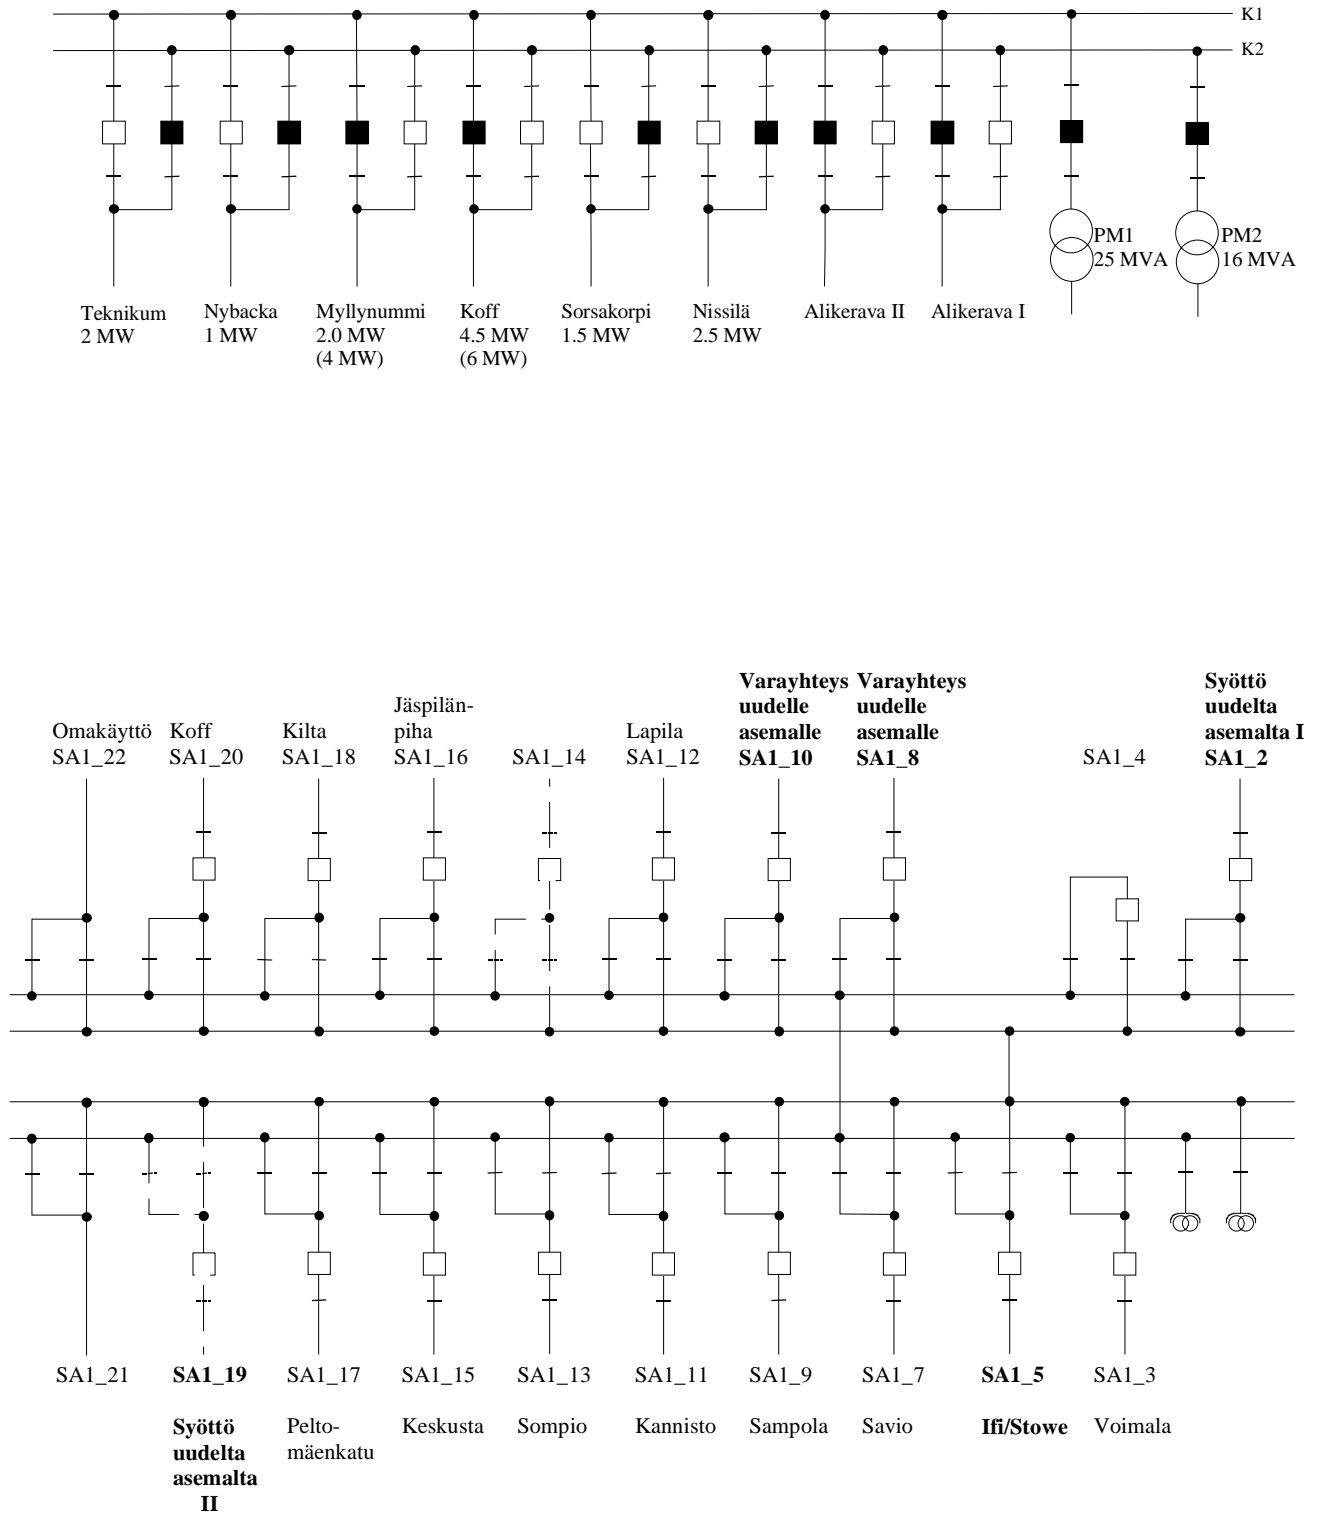 K1
K2
PM1
25 MVA
PM2
16 MVA
Teknikum
2 MW
Nybacka
1 MW
Myllynummi
2.0 MW
(4 MW)
Koff
4.5 MW
(6 MW)
Sorsakorpi
1.5 MW
Nissilä
2.5 MW
Alikerava II
Alikerava I
Omakäyttö
SA1_22
Koff
SA1_20
Kilta
SA1_18
Jäspilän-
piha
SA1_16
SA1_14
Lapila
SA1_12
Varayhteys
uudelle
asemalle
SA1_10
Varayhteys
uudelle
asemalle
SA1_8
SA1_4
Syöttö
uudelta
asemalta I
SA1_2
SA1_21
SA1_19
Syöttö
uudelta
asemalta
II
SA1_17
Pelto-
mäenkatu
SA1_15
Keskusta
SA1_13
Sompio
SA1_11
Kannisto
SA1_9
Sampola
SA1_7
Savio
SA1_5
Ifi/Stowe
SA1_3
Voimala